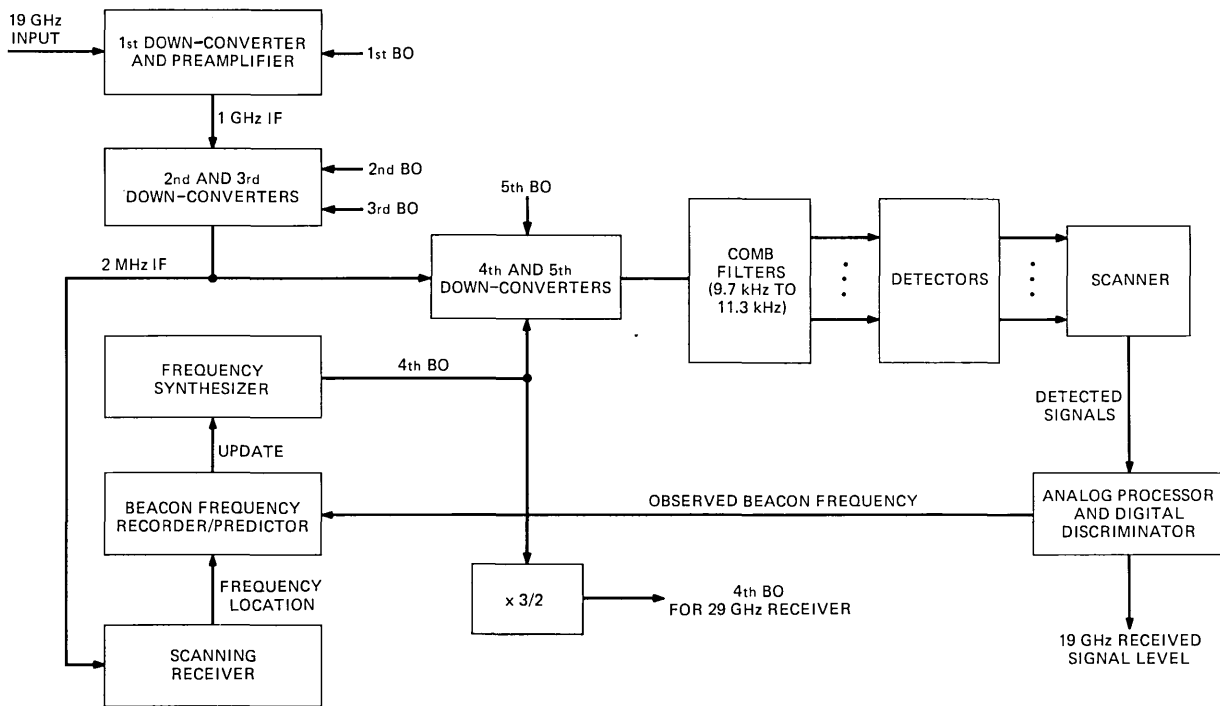 19 GHz
INPUT
1st DOWN-CONVERTER
AND PREAMPLIFIER
1st BO
1 GHz IF
2nd AND 3rd
DOWN-CONVERTERS
2nd BO
3rd BO
5th BO
2 MHz IF
4th AND 5th
DOWN-CONVERTERS
COMB
FILTERS
(9.7 kHz TO
11.3 kHz)
DETECTORS
SCANNER
FREQUENCY
SYNTHESIZER
4th BO
DETECTED
SIGNALS
UPDATE
BEACON FREQUENCY
RECORDER/PREDICTOR
OBSERVED BEACON FREQUENCY
ANALOG PROCESSOR
AND DIGITAL
DISCRIMINATOR
FREQUENCY
LOCATION
x 3/2
4th BO
FOR 29 GHz RECEIVER
SCANNING
RECEIVER
19 GHz RECEIVED
SIGNAL LEVEL